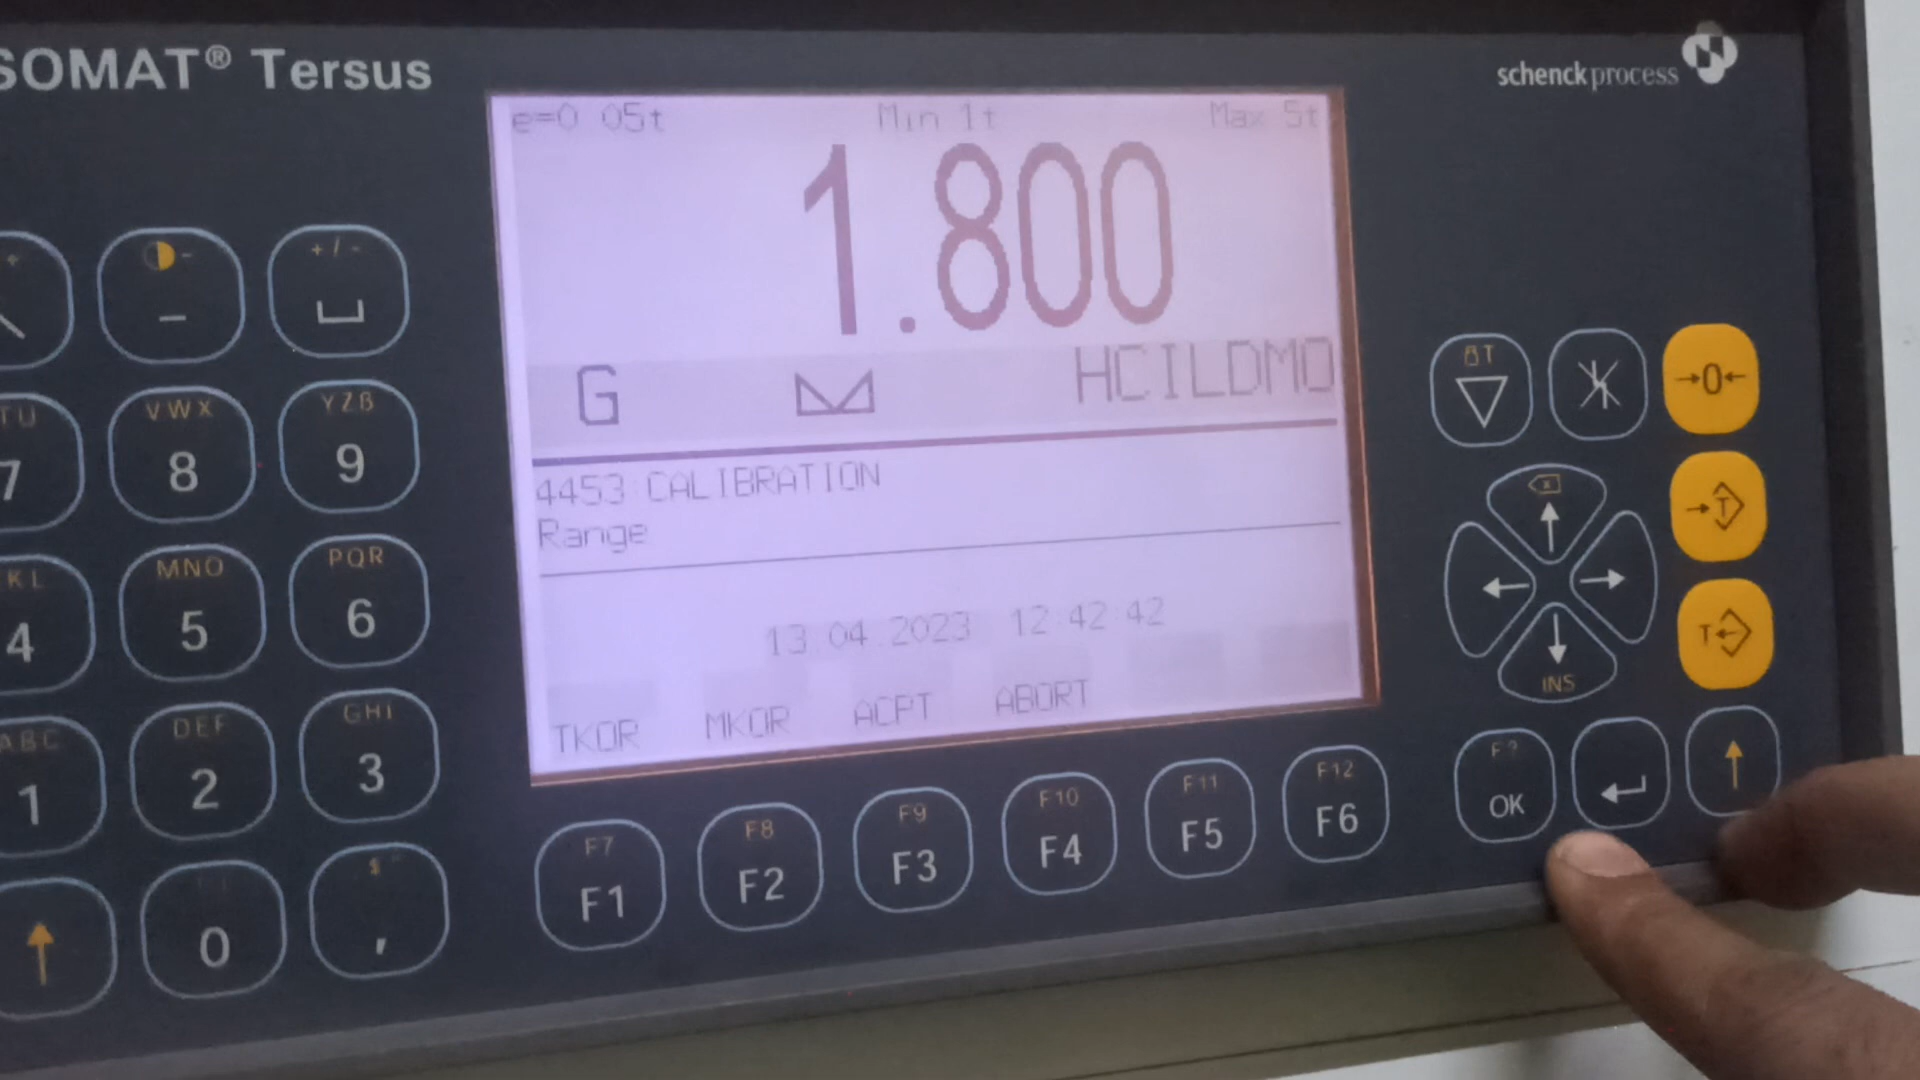 SOMAT® Tersus
schenck process
e=0 05t Min 1t Max 5t
1.800
G HCILDMO
4453 CALIBRATION
Range
13.04.2023 12:42:42
TKOR MKOR ACPT ABORT
+/-
TU
7
VWX
8
YZß
9
KL
4
MNO
5
PQR
6
ABC
1
DEF
2
GHI
3
0
$
,
F7
F1
F8
F2
F9
F3
F10
F4
F11
F5
F12
F6
T
→0←
→T
T
INS
F?
OK